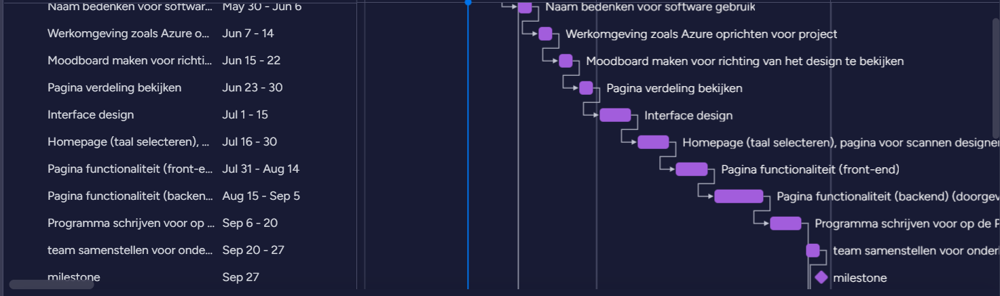 Naam bedenken voor softwar... May 30 - Jun 6 Naam bedenken voor software gebruik
Werkomgeving zoals Azure o... Jun 7 - 14 Werkomgeving zoals Azure oprichten voor project
Moodboard maken voor richti... Jun 15 - 22 Moodboard maken voor richting van het design te bekijken
Pagina verdeling bekijken Jun 23 - 30 Pagina verdeling bekijken
Interface design Jul 1 - 15 Interface design
Homepage (taal selecteren), ... Jul 16 - 30 Homepage (taal selecteren), pagina voor scannen designe
Pagina functionaliteit (front-e... Jul 31 - Aug 14 Pagina functionaliteit (front-end)
Pagina functionaliteit (backen... Aug 15 - Sep 5 Pagina functionaliteit (backend) (doorgev
Programma schrijven voor op ... Sep 6 - 20 Programma schrijven voor op de P
team samenstellen voor onde... Sep 20 - 27 team samenstellen voor onder
milestone Sep 27 milestone